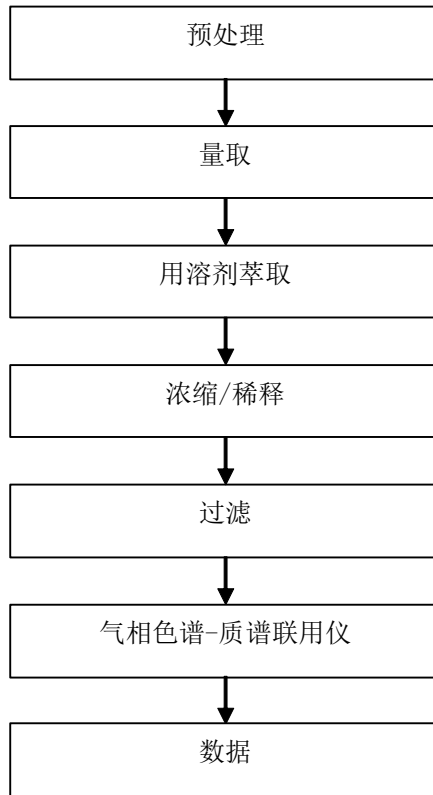 预处理
量取
用溶剂萃取
浓缩/稀释
过滤
气相色谱-质谱联用仪
数据